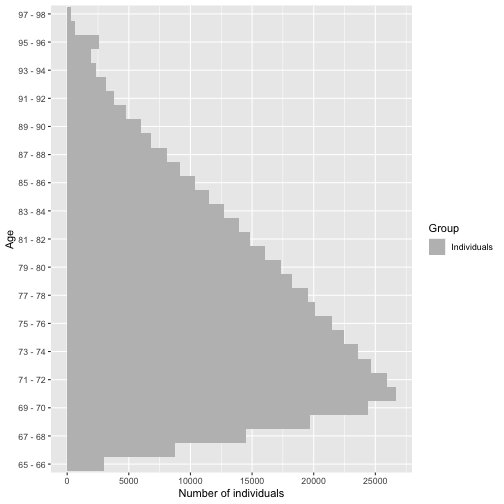 97 - 98
95 - 96
93 - 94
91 - 92
89 - 90
87 - 88
85 - 86
83 - 84
81 - 82
79 - 80
77 - 78
75 - 76
73 - 74
71 - 72
69 - 70
67 - 68
65 - 66
Age
0 5000 10000 15000 20000 25000
Number of individuals
Group
Individuals